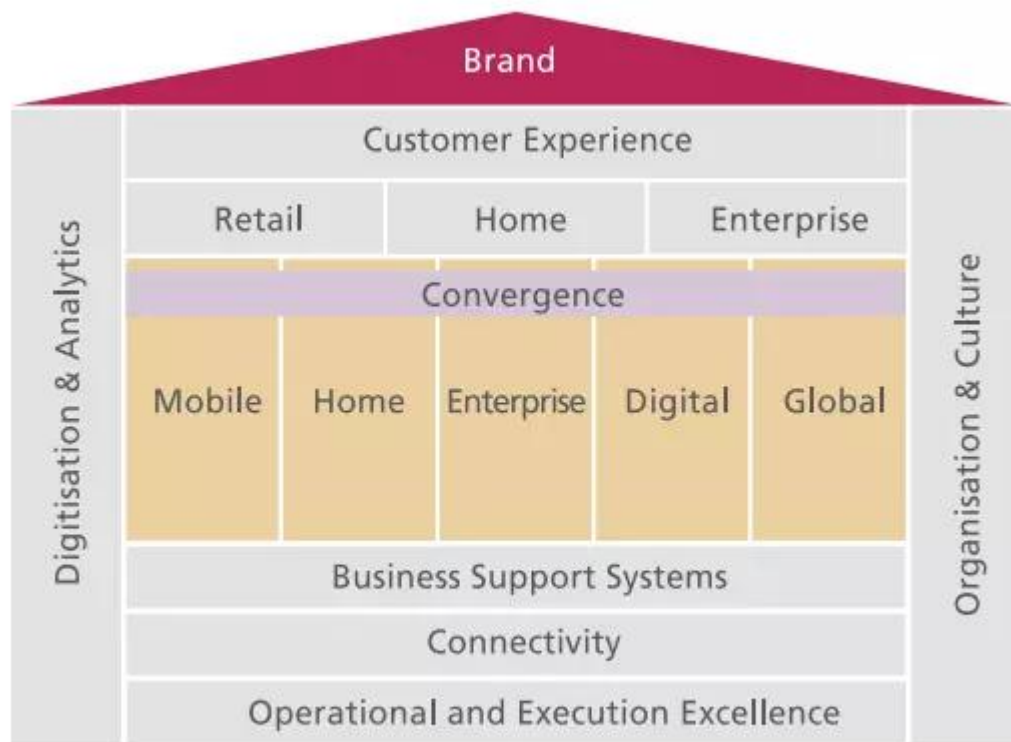 Brand
Customer Experience
Retail
Home
Enterprise
Convergence
Mobile
Home
Enterprise
Digital
Global
Business Support Systems
Connectivity
Operational and Execution Excellence
Digitisation & Analytics
Organisation & Culture